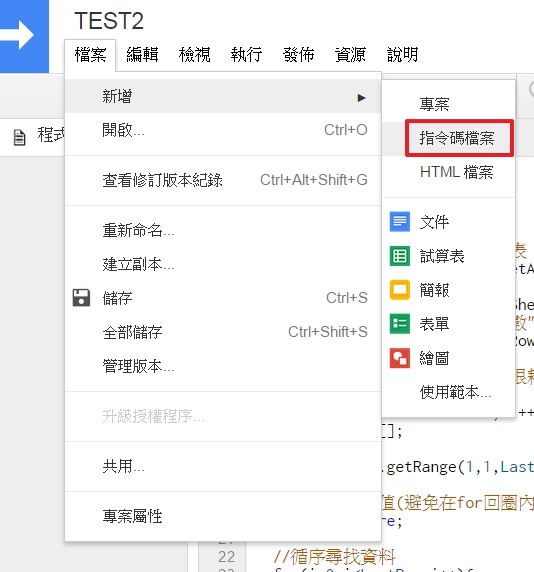 TEST2
檔案 編輯 檢視 執行 發佈 資源 說明
新增 ▶
開啟... Ctrl+O
查看修訂版本紀錄 Ctrl+Alt+Shift+G
重新命名...
建立副本...
儲存 Ctrl+S
全部儲存 Ctrl+Shift+S
管理版本...
升級授權程序...
共用...
專案屬性
專案
指令碼檔案
HTML 檔案
文件
試算表
簡報
表單
繪圖
使用範本...
程式
表
etA
She
數"
Row
很
++
[];
.getRange(1,1,Last
值(避免在for回圈內
re;
22 //循序尋找資料